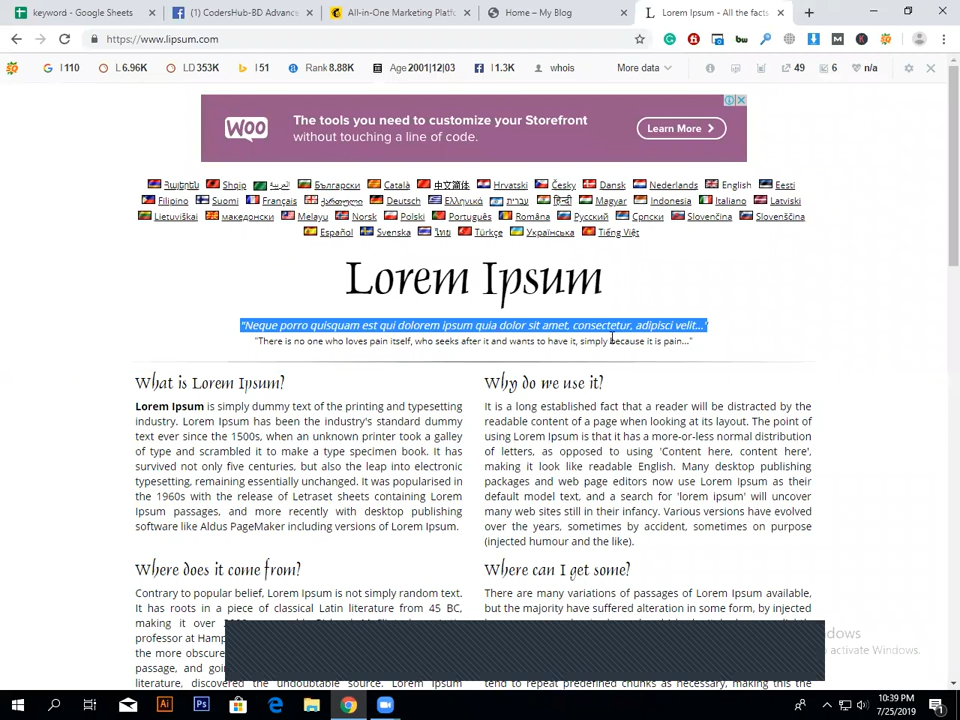 keyword - Google Sheets
(1) CodersHub-BD Advance
All-in-One Marketing Platf
Home – My Blog
Lorem Ipsum - All the facts
https://www.lipsum.com
I 110
L 6.96K
LD 353K
I 51
Rank 8.88K
Age 2001|12|03
I 1.3K
whois
More data
49
6
n/a
WOO
The tools you need to customize your Storefront
without touching a line of code.
Learn More
Հայերեն Shqip العربية Български Català 中文简体 Hrvatski Česky Dansk Nederlands English Eesti
Filipino Suomi Français ქართული Deutsch Ελληνικά עברית हिन्दी Magyar Indonesia Italiano Latviski
Lietuviškai македонски Melayu Norsk Polski Português Româna Русский Српски Slovenčina Slovenščina
Español Svenska ไทย Türkçe Українська Tiếng Việt
Lorem Ipsum
"Neque porro quisquam est qui dolorem ipsum quia dolor sit amet, consectetur, adipisci velit..."
"There is no one who loves pain itself, who seeks after it and wants to have it, simply because it is pain..."
What is Lorem Ipsum?
Lorem Ipsum is simply dummy text of the printing and typesetting
industry. Lorem Ipsum has been the industry's standard dummy
text ever since the 1500s, when an unknown printer took a galley
of type and scrambled it to make a type specimen book. It has
survived not only five centuries, but also the leap into electronic
typesetting, remaining essentially unchanged. It was popularised in
the 1960s with the release of Letraset sheets containing Lorem
Ipsum passages, and more recently with desktop publishing
software like Aldus PageMaker including versions of Lorem Ipsum.
Why do we use it?
It is a long established fact that a reader will be distracted by the
readable content of a page when looking at its layout. The point of
using Lorem Ipsum is that it has a more-or-less normal distribution
of letters, as opposed to using 'Content here, content here',
making it look like readable English. Many desktop publishing
packages and web page editors now use Lorem Ipsum as their
default model text, and a search for 'lorem ipsum' will uncover
many web sites still in their infancy. Various versions have evolved
over the years, sometimes by accident, sometimes on purpose
(injected humour and the like).
Where does it come from?
Contrary to popular belief, Lorem Ipsum is not simply random text.
It has roots in a piece of classical Latin literature from 45 BC,
making it over
professor at Hamp
the more obscure
passage, and goi
literature, discovered the undoubtable source. Lorem Ipsum
Where can I get some?
There are many variations of passages of Lorem Ipsum available,
but the majority have suffered alteration in some form, by injected
tend to repeat predefined chunks as necessary, making this the
dows
activate Windows.
10:39 PM
7/25/2019